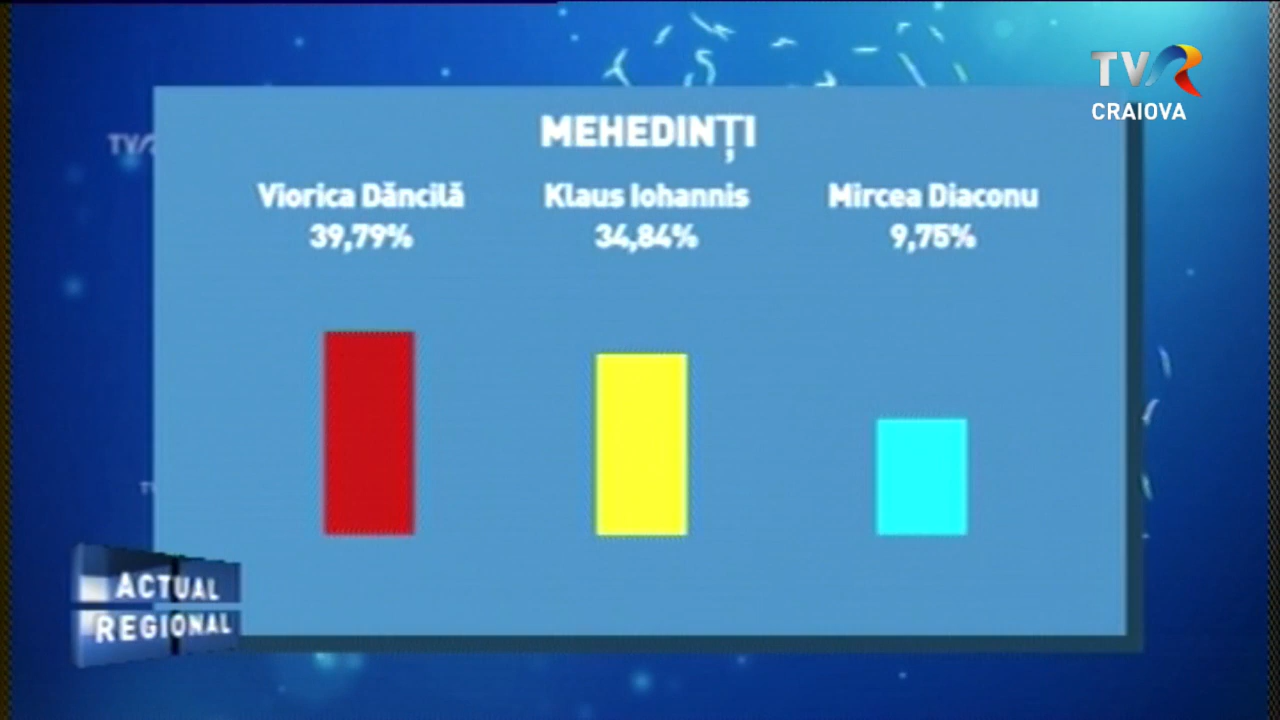 TVR
CRAIOVA
MEHEDINȚI
Viorica Dăncilă
39,79%
Klaus Iohannis
34,84%
Mircea Diaconu
9,75%
ACTUAL
REGIONAL